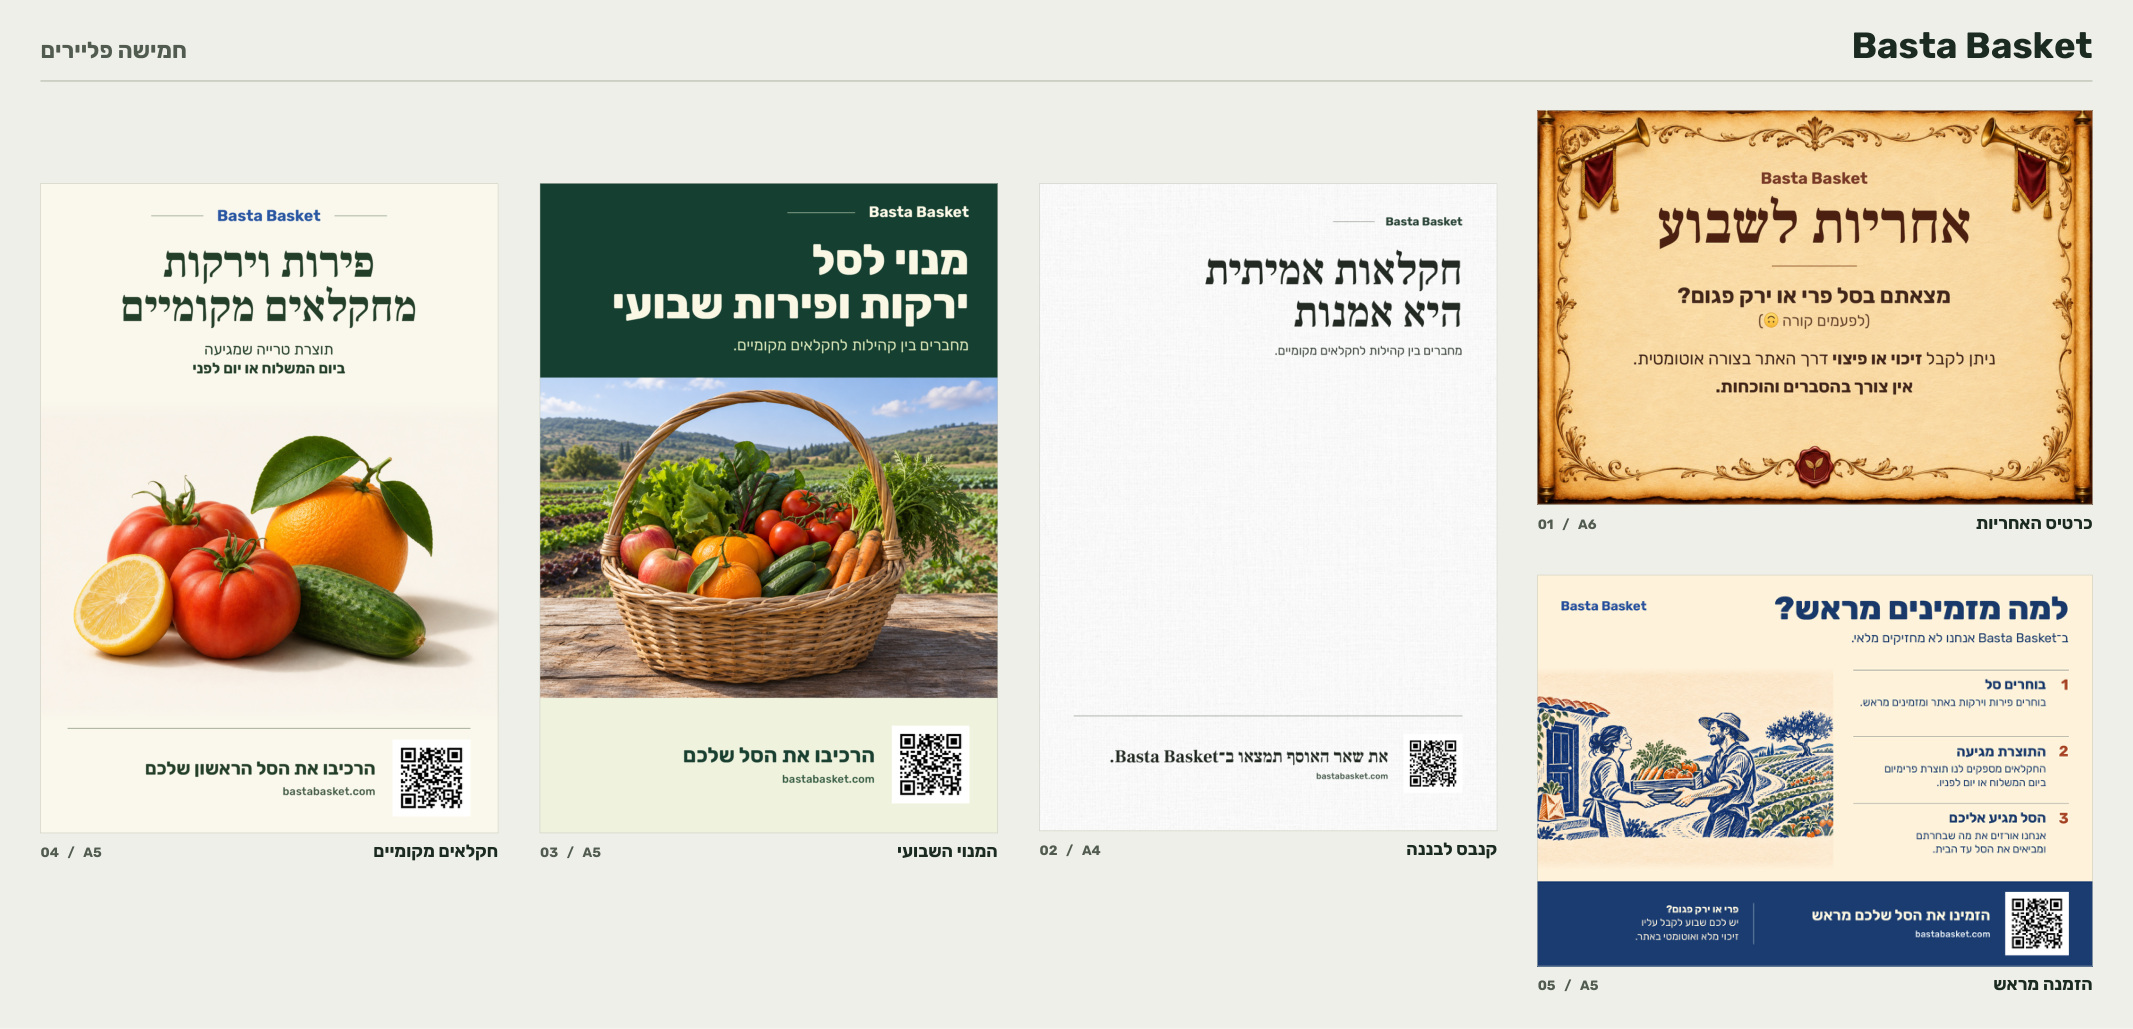 Basta Basket
חמישה פליירים
Basta Basket
אחריות לשבוע
מצאתם בסל פרי או ירק פגום?
(לפעמים קורה 🙃)
ניתן לקבל זיכוי או פיצוי דרך האתר בצורה אוטומטית.
אין צורך בהסברים והוכחות.
כרטיס האחריות
01 / A6
Basta Basket
חקלאות אמיתית
היא אמנות
מחברים בין קהילות לחקלאים מקומיים.
את שאר האוסף תמצאו ב־Basta Basket.
bastabasket.com
קנבס לבננה
02 / A4
Basta Basket
מנוי לסל
ירקות ופירות שבועי
מחברים בין קהילות לחקלאים מקומיים.
הרכיבו את הסל שלכם
bastabasket.com
המנוי השבועי
03 / A5
Basta Basket
פירות וירקות
מחקלאים מקומיים
תוצרת טרייה שמגיעה
ביום המשלוח או יום לפני
הרכיבו את הסל הראשון שלכם
bastabasket.com
חקלאים מקומיים
04 / A5
למה מזמינים מראש?
Basta Basket
ב־Basta Basket אנחנו לא מחזיקים מלאי.
1 בוחרים סל
בוחרים פירות וירקות באתר ומזמינים מראש.
2 התוצרת מגיעה
החקלאים מספקים לנו תוצרת פרימיום
ביום המשלוח או יום לפניו.
3 הסל מגיע אליכם
אנחנו אורזים את מה שבחרתם
ומביאים את הסל עד הבית.
הזמינו את הסל שלכם מראש
bastabasket.com
פרי או ירק פגום?
יש לכם שבוע לקבל עליו
זיכוי מלא ואוטומטי באתר.
הזמנה מראש
05 / A5